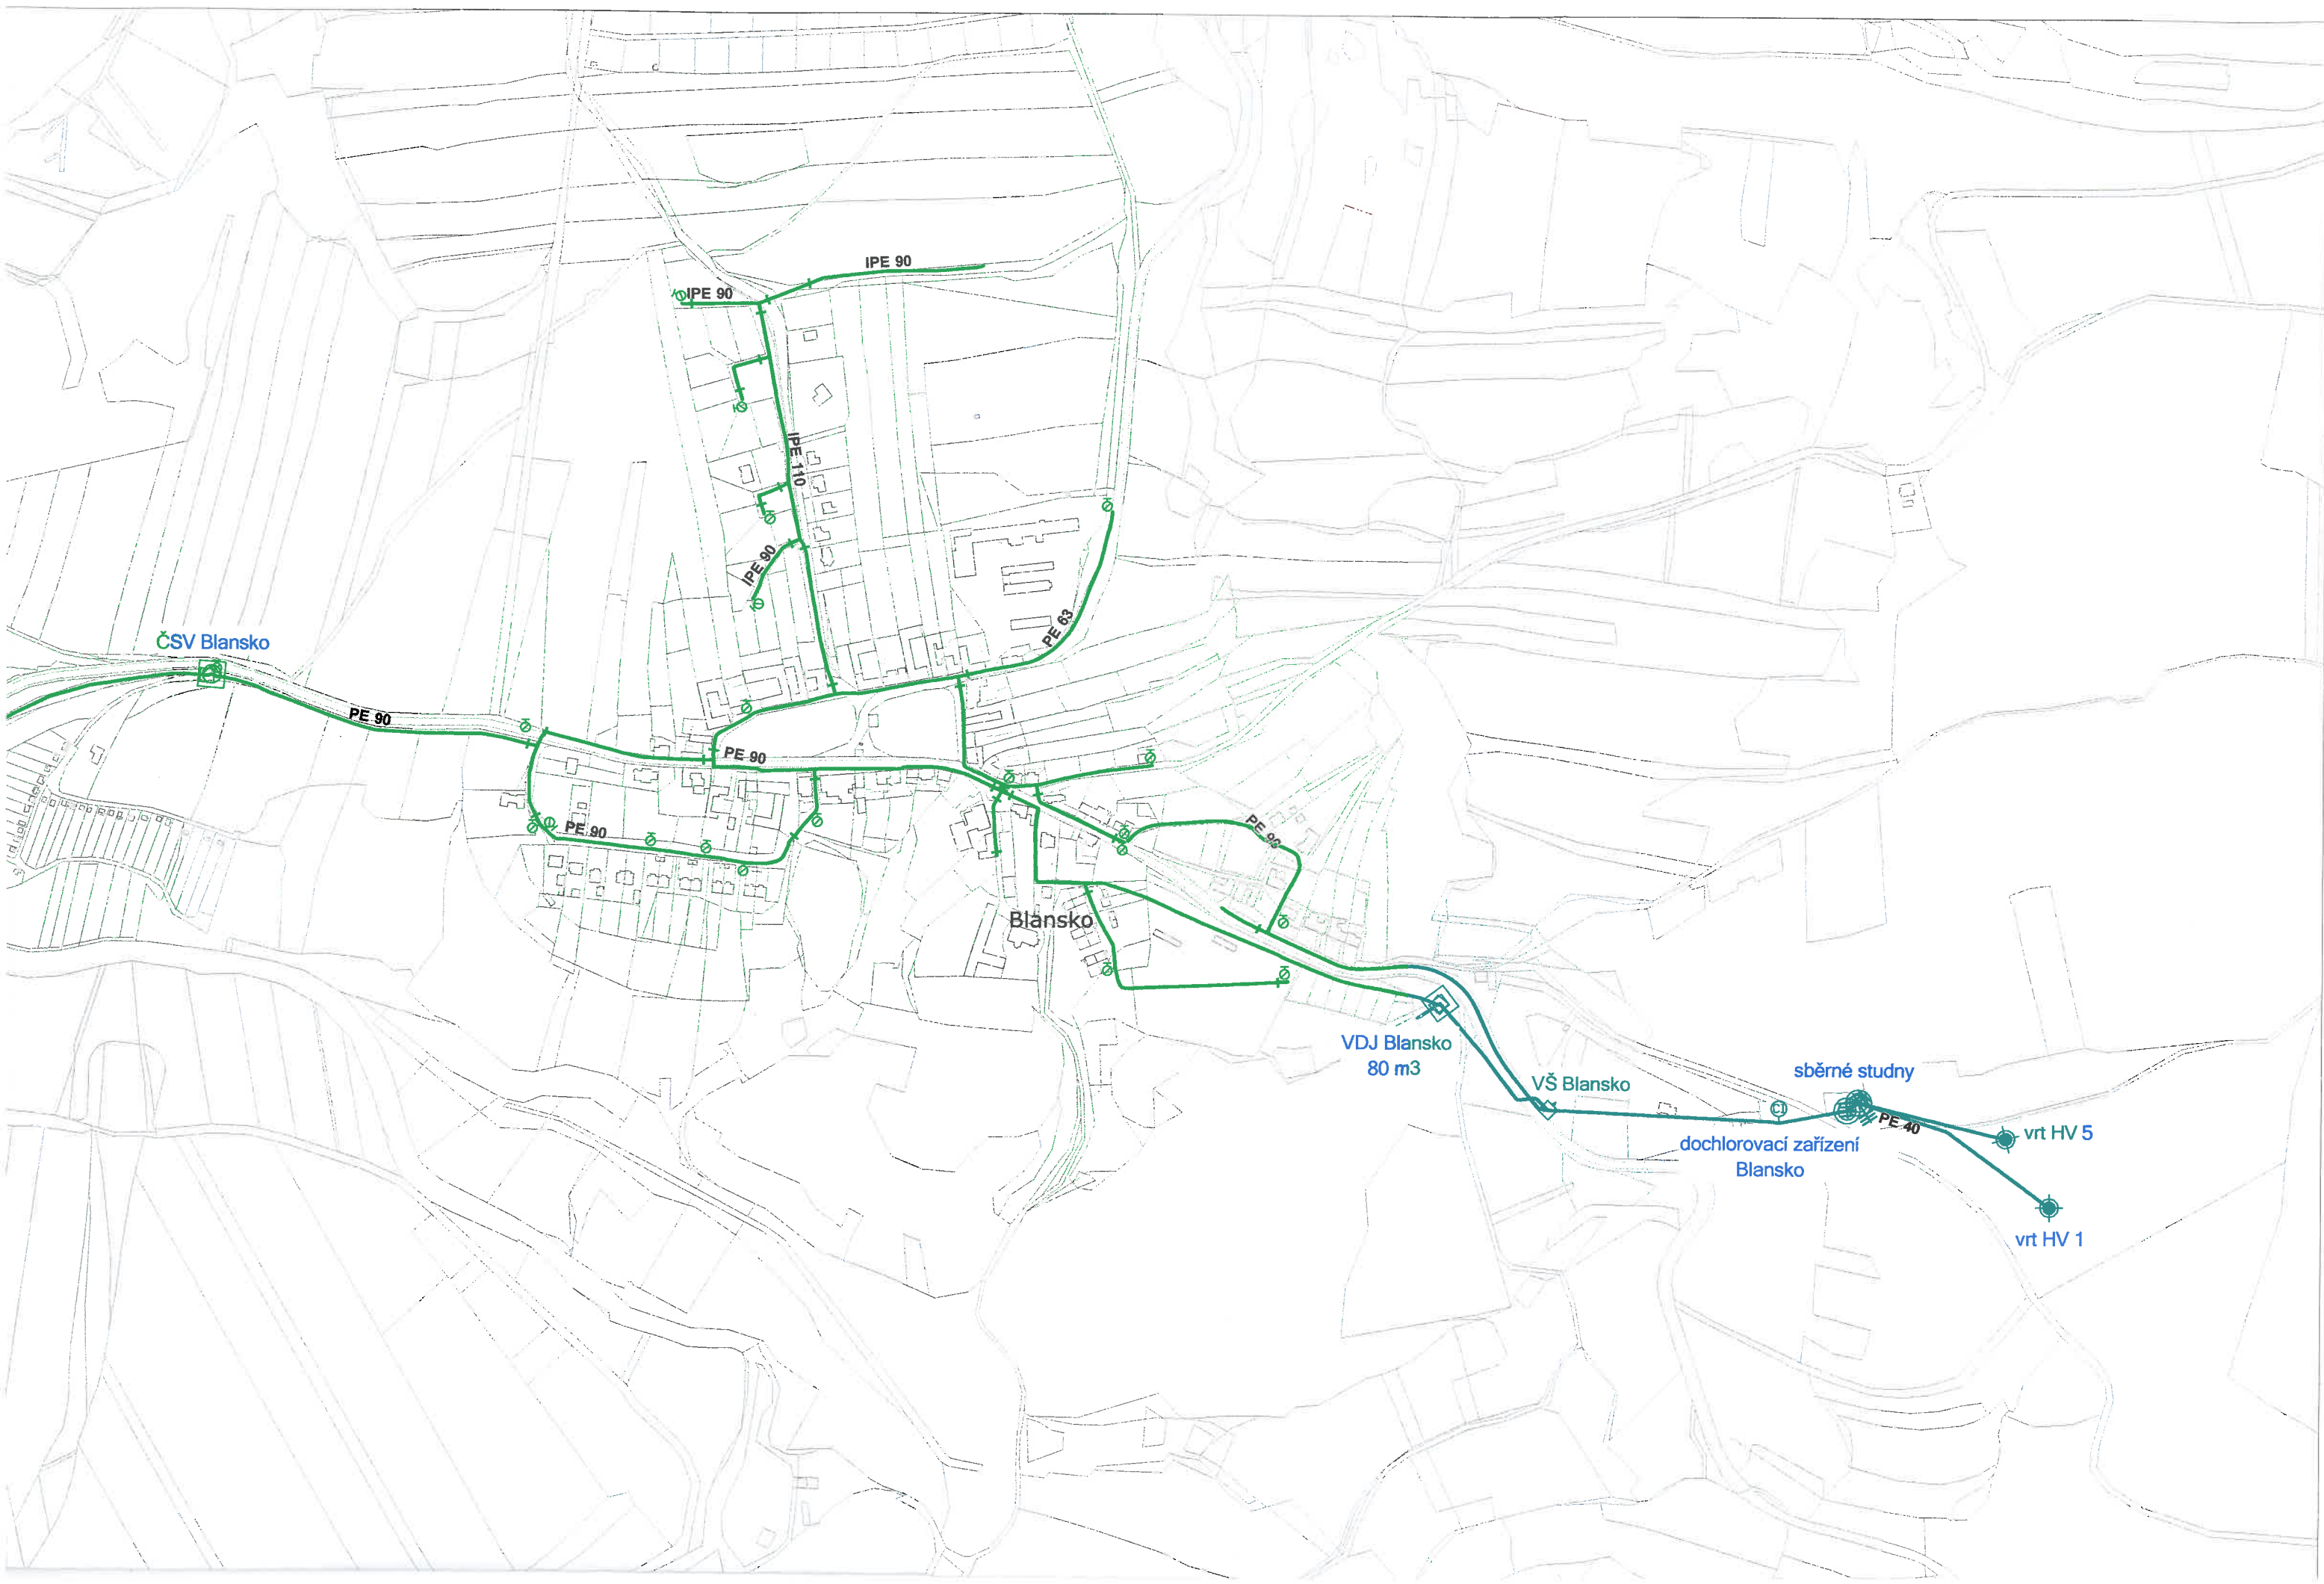 IPE 90
IPE 90
IPE 110
IPE 90
PE 63
ČSV Blansko
PE 90
PE 90
PE 90
PE 90
Blansko
VDJ Blansko
80 m3
VŠ Blansko
sběrné studny
Cl
PE 40
dochlorovací zařízení
Blansko
vrt HV 5
vrt HV 1